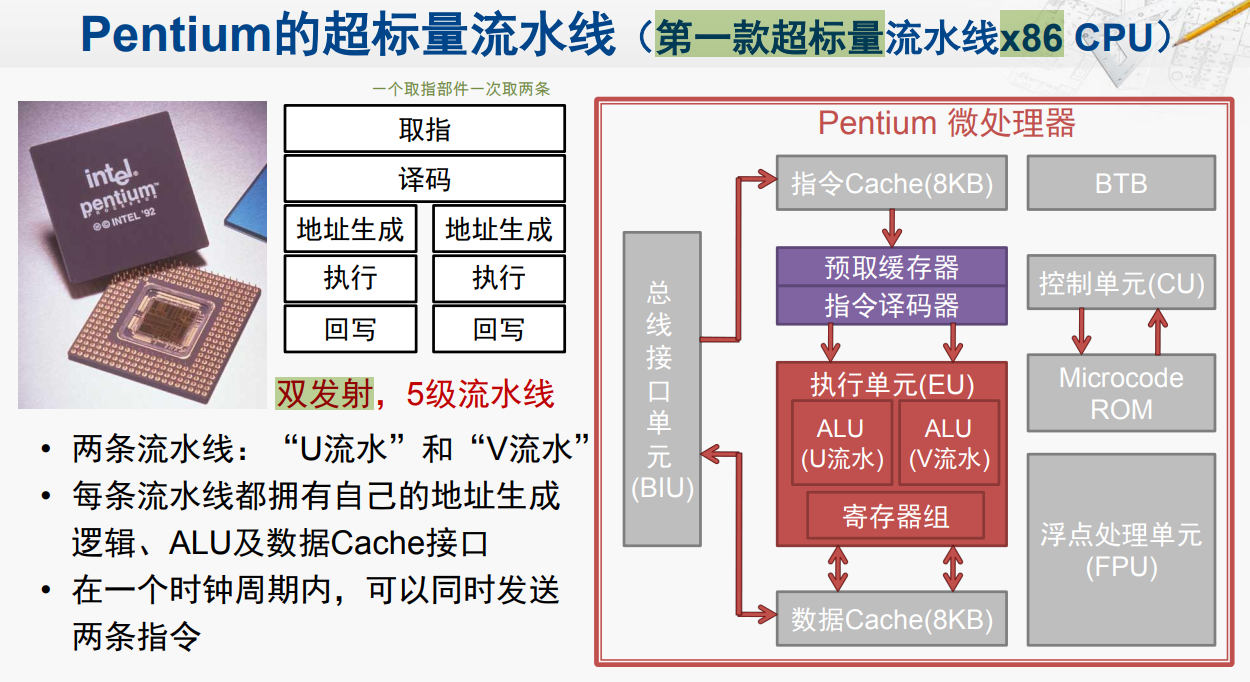 Pentium的超标量流水线（第一款超标量流水线x86 CPU）
一个取指部件一次取两条
intel
pentium™
PROCESSOR
Ⓜ © INTEL '92
取指
译码
地址生成 地址生成
执行 执行
回写 回写
双发射，5级流水线
• 两条流水线：“U流水”和“V流水”
• 每条流水线都拥有自己的地址生成
逻辑、ALU及数据Cache接口
• 在一个时钟周期内，可以同时发送
两条指令
Pentium 微处理器
总线接口单元
(BIU)
指令Cache(8KB)
预取缓存器
指令译码器
执行单元(EU)
ALU
(U流水)
ALU
(V流水)
寄存器组
数据Cache(8KB)
BTB
控制单元(CU)
Microcode
ROM
浮点处理单元
(FPU)